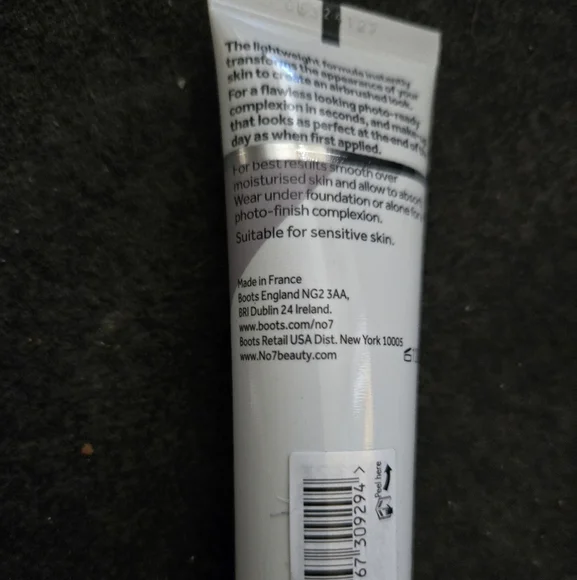 The lightweight formula instantly
transforms the appearance of your
skin to create an airbrushed look.
For a flawless looking photo-ready
complexion in seconds, and make-up
that looks as perfect at the end of the
day as when first applied.
For best results smooth over
moisturised skin and allow to absorb.
Wear under foundation or alone for
photo-finish complexion.
Suitable for sensitive skin.
Made in France
Boots England NG2 3AA,
BRI Dublin 24 Ireland.
www.boots.com/no7
Boots Retail USA Dist. New York 10005
www.No7beauty.com
Peel here
67 309294 >